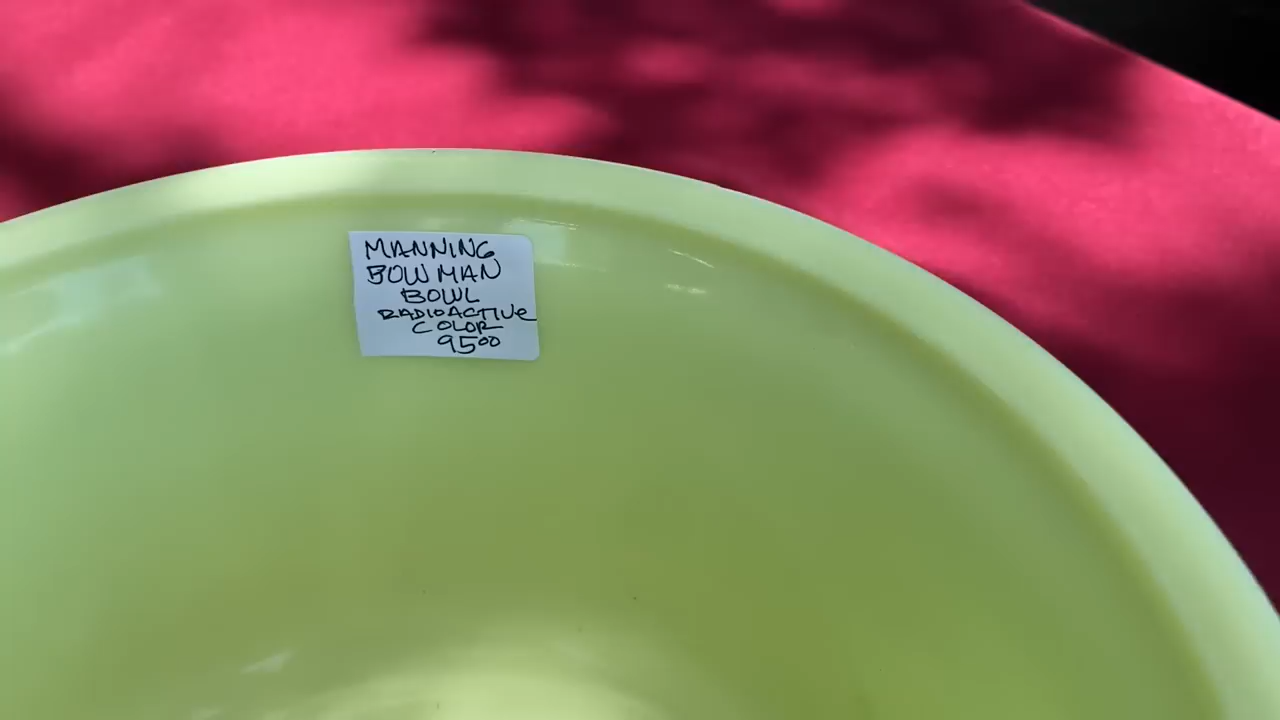 MANNING
BOWMAN
BOWL
RADIOACTIVE
COLOR
95⁰⁰